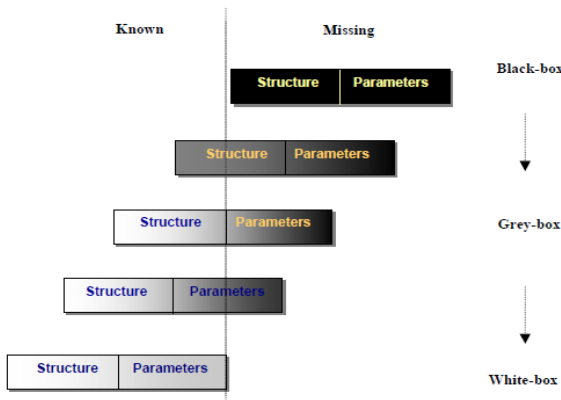 Known Missing
Black-box
Structure Parameters
Structure Parameters
Structure Parameters
Grey-box
Structure Parameters
Structure Parameters
White-box